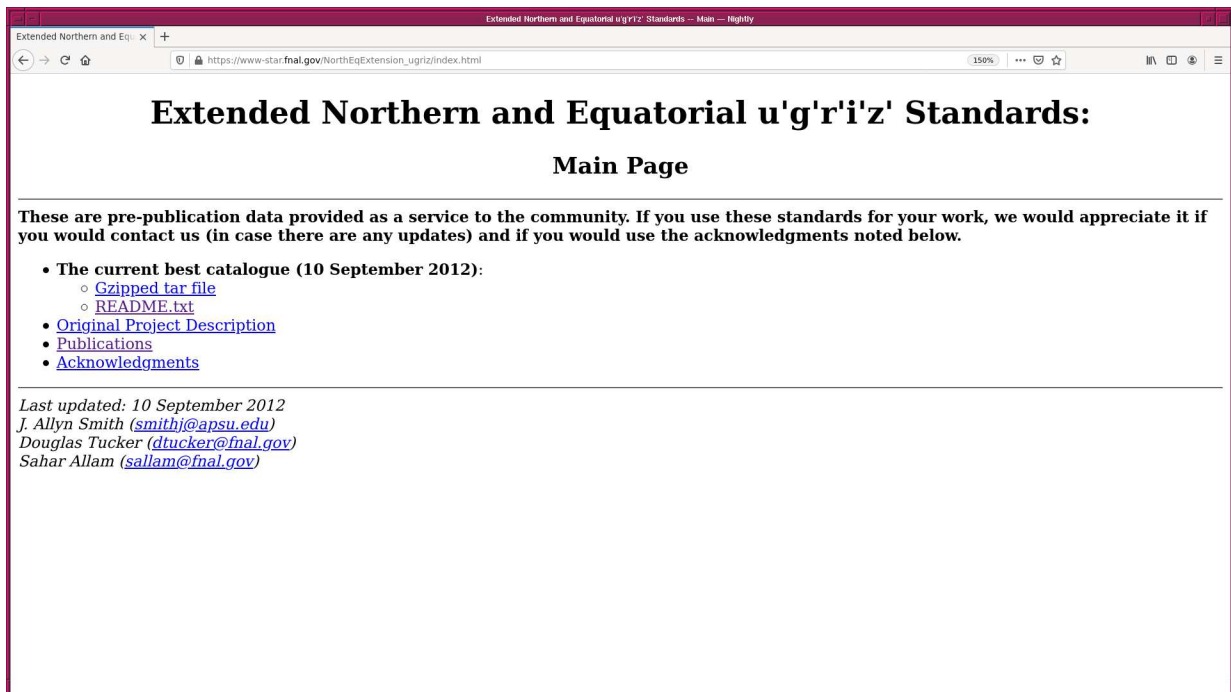 Extended Northern and Equatorial u'g'r'i'z' Standards -- Main — Nightly
Extended Northern and Equ
https://www-star.fnal.gov/NorthEqExtension_ugriz/index.html
150%
Extended Northern and Equatorial u'g'r'i'z' Standards:
Main Page
These are pre-publication data provided as a service to the community. If you use these standards for your work, we would appreciate it if
you would contact us (in case there are any updates) and if you would use the acknowledgments noted below.
The current best catalogue (10 September 2012):
Gzipped tar file
README.txt
Original Project Description
Publications
Acknowledgments
Last updated: 10 September 2012
J. Allyn Smith (smithj@apsu.edu)
Douglas Tucker (dtucker@fnal.gov)
Sahar Allam (sallam@fnal.gov)